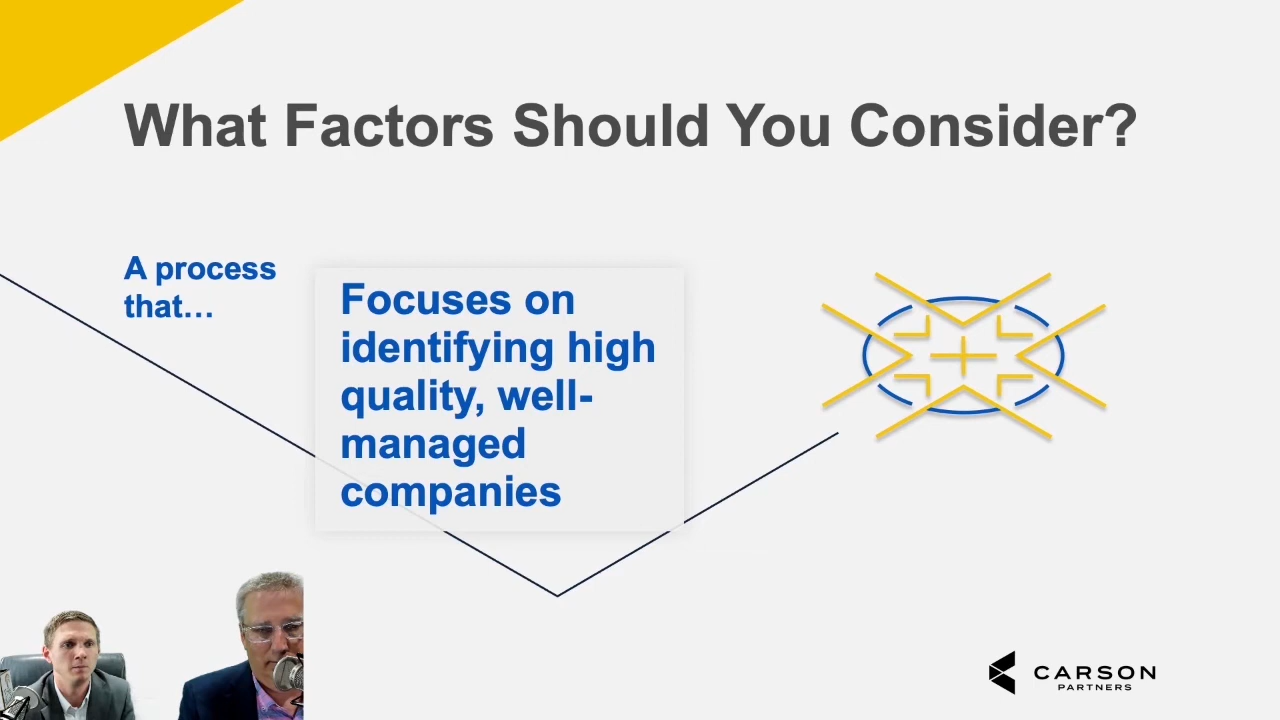 What Factors Should You Consider?
A process
that...
Focuses on
identifying high
quality, well-
managed
companies
CARSON
PARTNERS